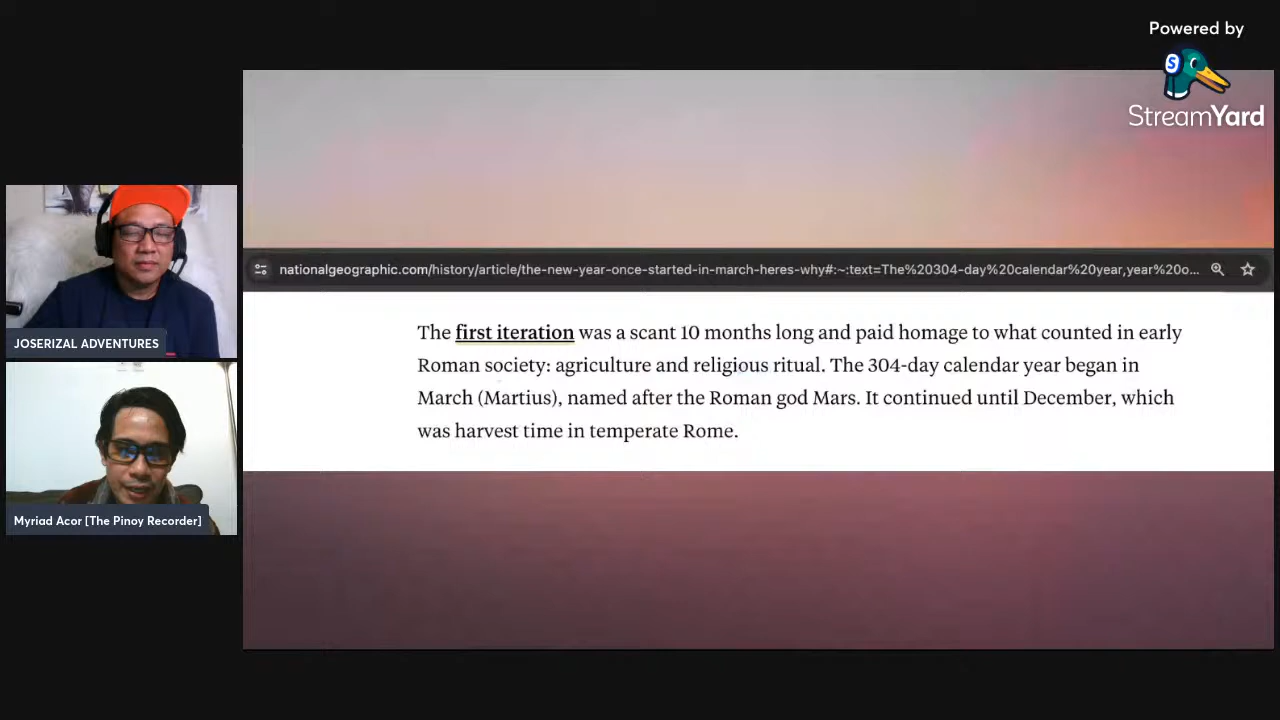 Powered by
S
StreamYard
nationalgeographic.com/history/article/the-new-year-once-started-in-march-heres-why#:~:text=The%20304-day%20calendar%20year,year%20o...
The first iteration was a scant 10 months long and paid homage to what counted in early
Roman society: agriculture and religious ritual. The 304-day calendar year began in
March (Martius), named after the Roman god Mars. It continued until December, which
was harvest time in temperate Rome.
JOSERIZAL ADVENTURES
Myriad Acor [The Pinoy Recorder]